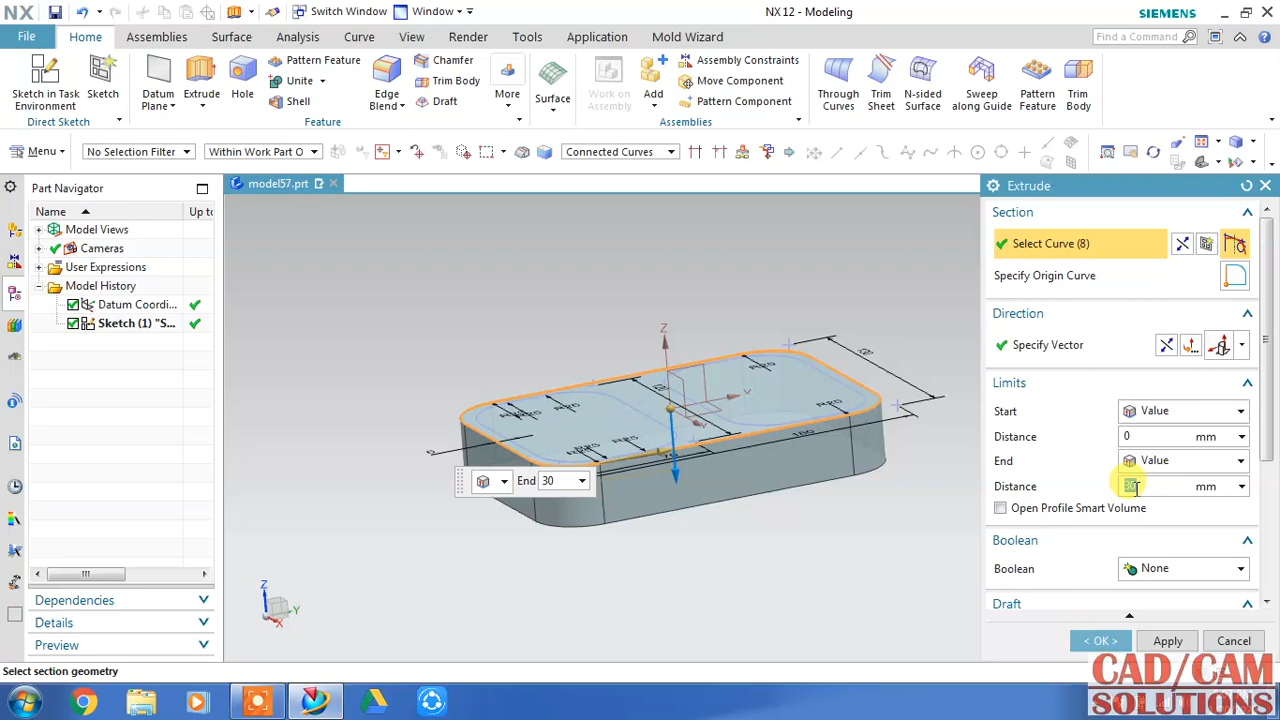 NX
Switch Window
Window
NX 12 - Modeling
SIEMENS
File
Home
Assemblies
Surface
Analysis
Curve
View
Render
Tools
Application
Mold Wizard
Find a Command
Sketch in Task Environment
Sketch
Direct Sketch
Datum Plane
Extrude
Hole
Pattern Feature
Unite
Shell
Edge Blend
Chamfer
Trim Body
Draft
More
Feature
Surface
Work on Assembly
Add
Assembly Constraints
Move Component
Pattern Component
Assemblies
Through Curves
Trim Sheet
N-sided Surface
Sweep along Guide
Pattern Feature
Trim Body
Menu
No Selection Filter
Within Work Part O
Connected Curves
Part Navigator
model57.prt
Name
Up to
Model Views
Cameras
User Expressions
Model History
Datum Coordi...
Sketch (1) "S...
Dependencies
Details
Preview
Z
End 30
Z
Y
X
Extrude
Section
Select Curve (8)
Specify Origin Curve
Direction
Specify Vector
Limits
Start
Value
Distance
0
mm
End
Value
Distance
30
mm
Open Profile Smart Volume
Boolean
Boolean
None
Draft
< OK >
Apply
Cancel
Select section geometry
CAD/CAM
SOLUTIONS